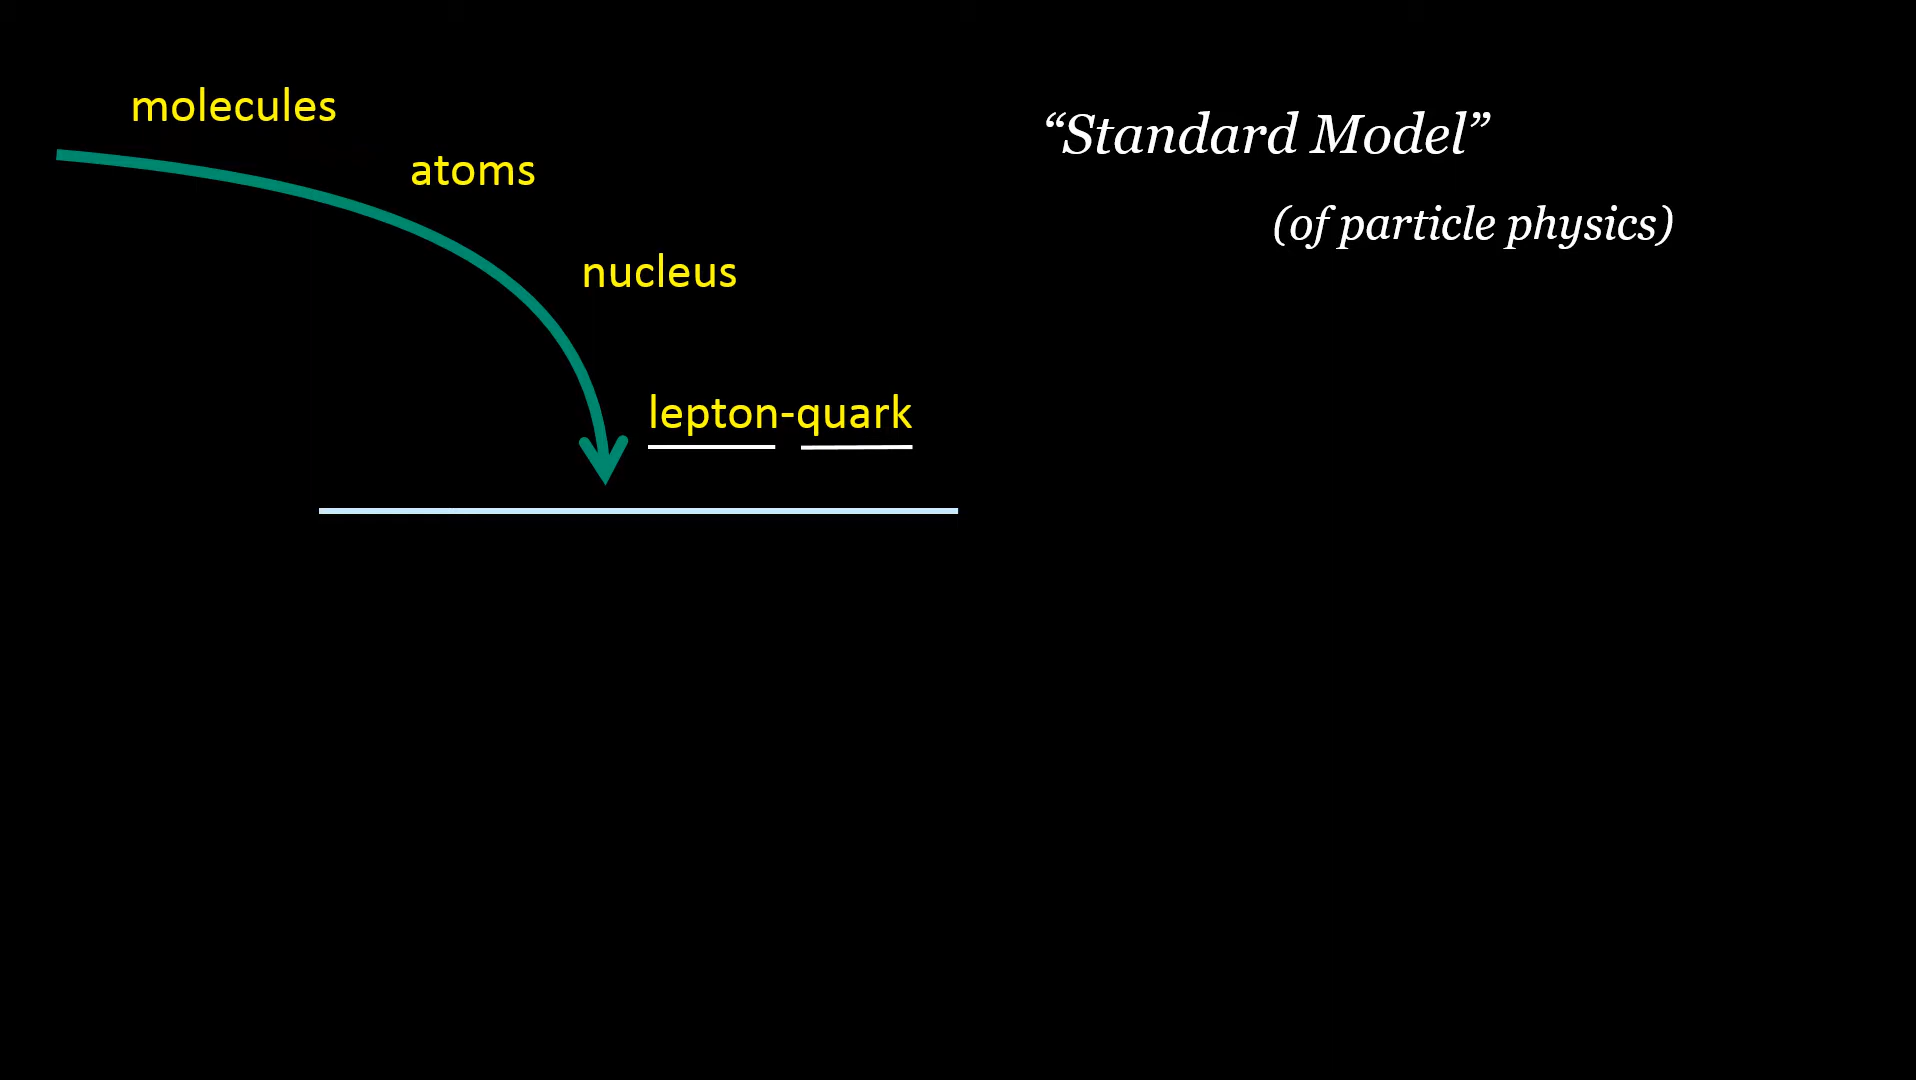 molecules
atoms
nucleus
lepton-quark
“Standard Model”
(of particle physics)